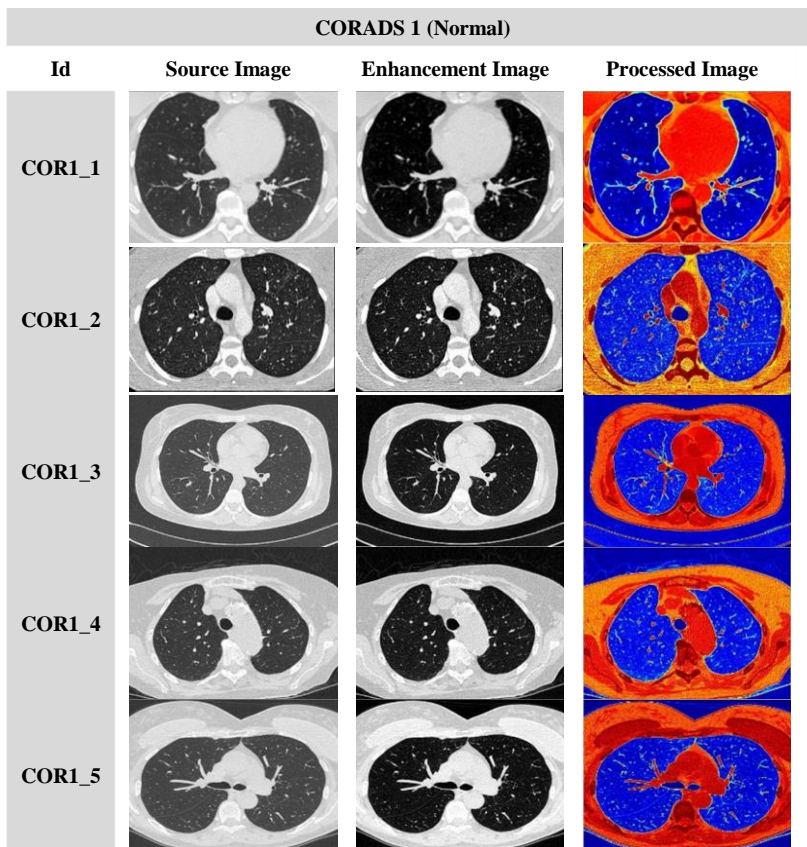 CORADS 1 (Normal)
Id Source Image Enhancement Image Processed Image
COR1_1
COR1_2
COR1_3
COR1_4
COR1_5